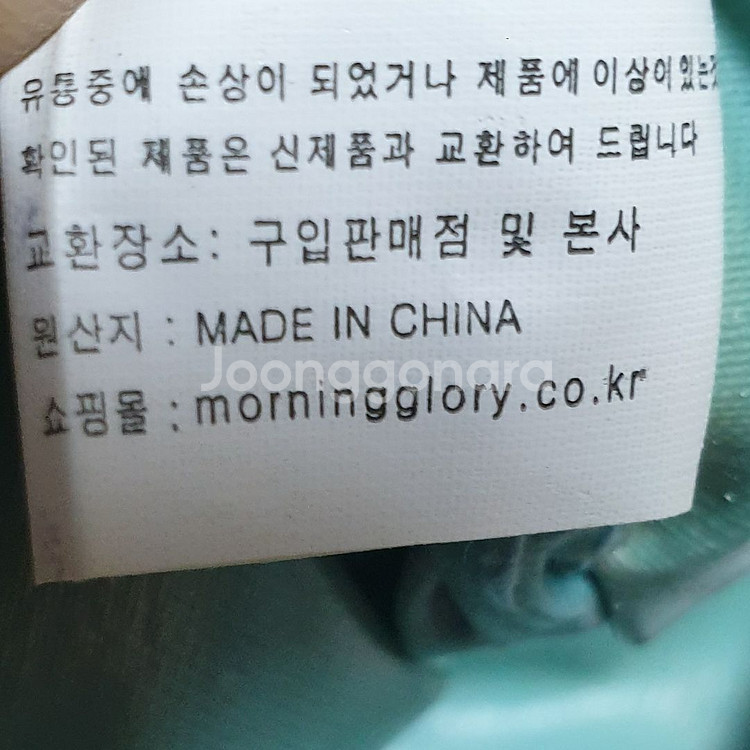 유통중에 손상이 되었거나 제품에 이상이 있는것
확인된 제품은 신제품과 교환하여 드립니다
교환장소: 구입판매점 및 본사
원산지 : MADE IN CHINA
Joonggonara
쇼핑몰 : morningglory.co.kr